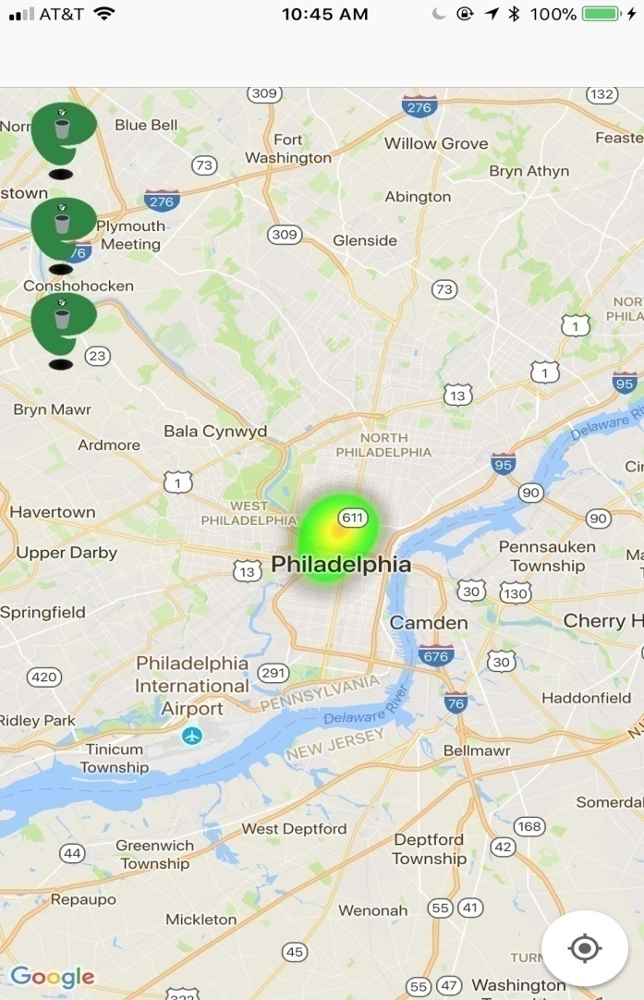 AT&T
10:45 AM
100%
309
132
276
Norr
Blue Bell
Fort
Washington
Willow Grove
Feaste
73
Bryn Athyn
stown
276
Abington
Plymouth
Meeting
309
Glenside
76
Conshohocken
73
NOR
PHILA
1
23
1
95
13
Bryn Mawr
Bala Cynwyd
Ardmore
NORTH
PHILADELPHIA
Delaware Ri
95
1
Cin
90
Havertown
WEST
PHILADELPHIA
611
90
Upper Darby
Pennsauken
Township
Ma
13
Philadelphia
30
130
Springfield
Camden
Cherry H
676
30
Philadelphia
International
Airport
420
291
PENNSYLVANIA
76
Haddonfield
Delaware River
Ridley Park
NEW JERSEY
N.J
Tinicum
Township
Bellmawr
Somerda
West Deptford
168
44
Greenwich
Township
Deptford
Township
42
Repaupo
Wenonah
55
41
Mickleton
45
TURN
Google
322
55
47
Washington